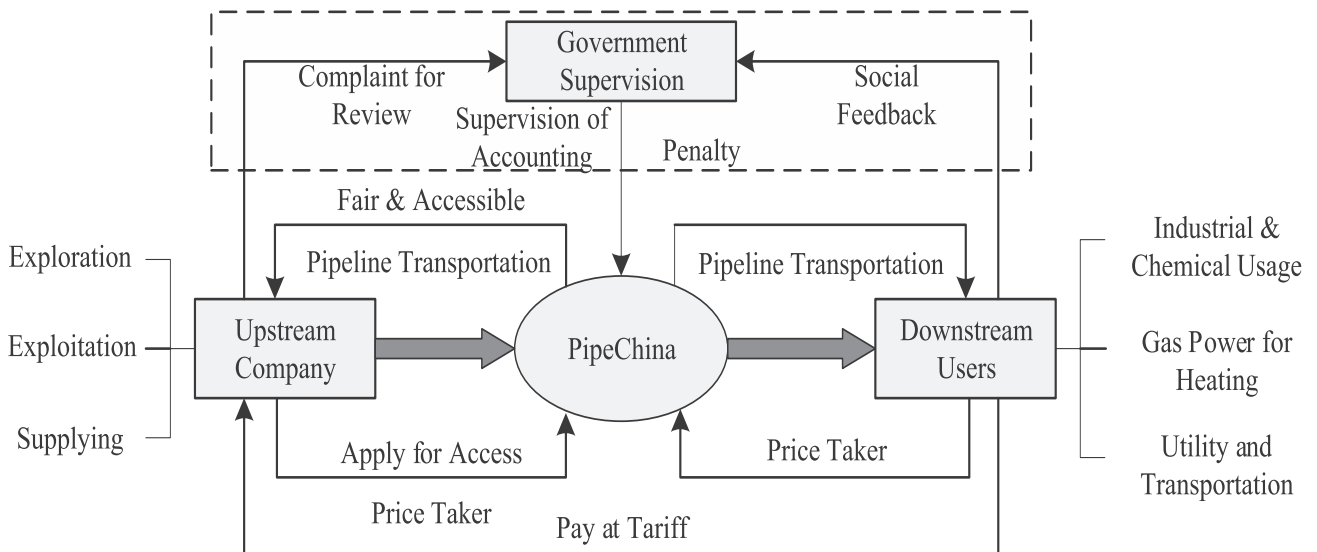 Government
Supervision
Complaint for
Review
Social
Feedback
Supervision of
Accounting
Penalty
Fair & Accessible
Pipeline Transportation
Pipeline Transportation
Exploration
Exploitation
Supplying
Upstream
Company
PipeChina
Downstream
Users
Industrial &
Chemical Usage
Gas Power for
Heating
Utility and
Transportation
Apply for Access
Price Taker
Price Taker
Pay at Tariff